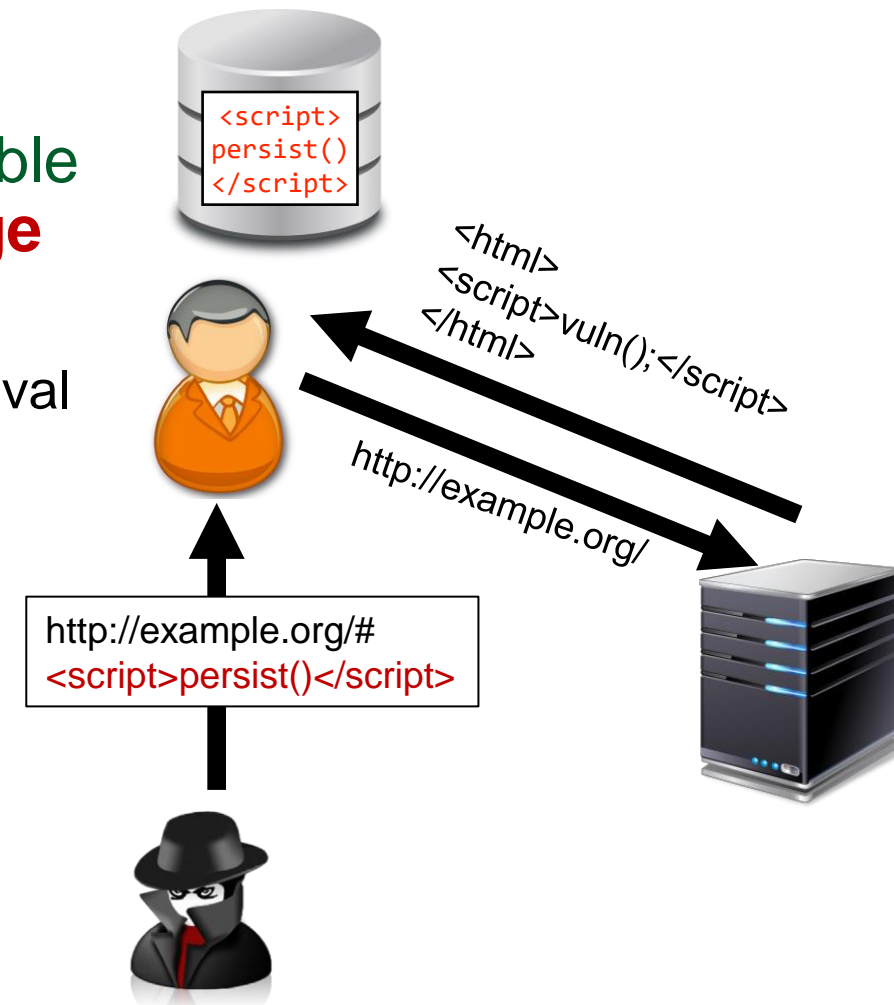 <script>
persist()
</script>
ble
ge
val
<html>
<script>vuln();</script>
</html>
http://example.org/
http://example.org/#
<script>persist()</script>